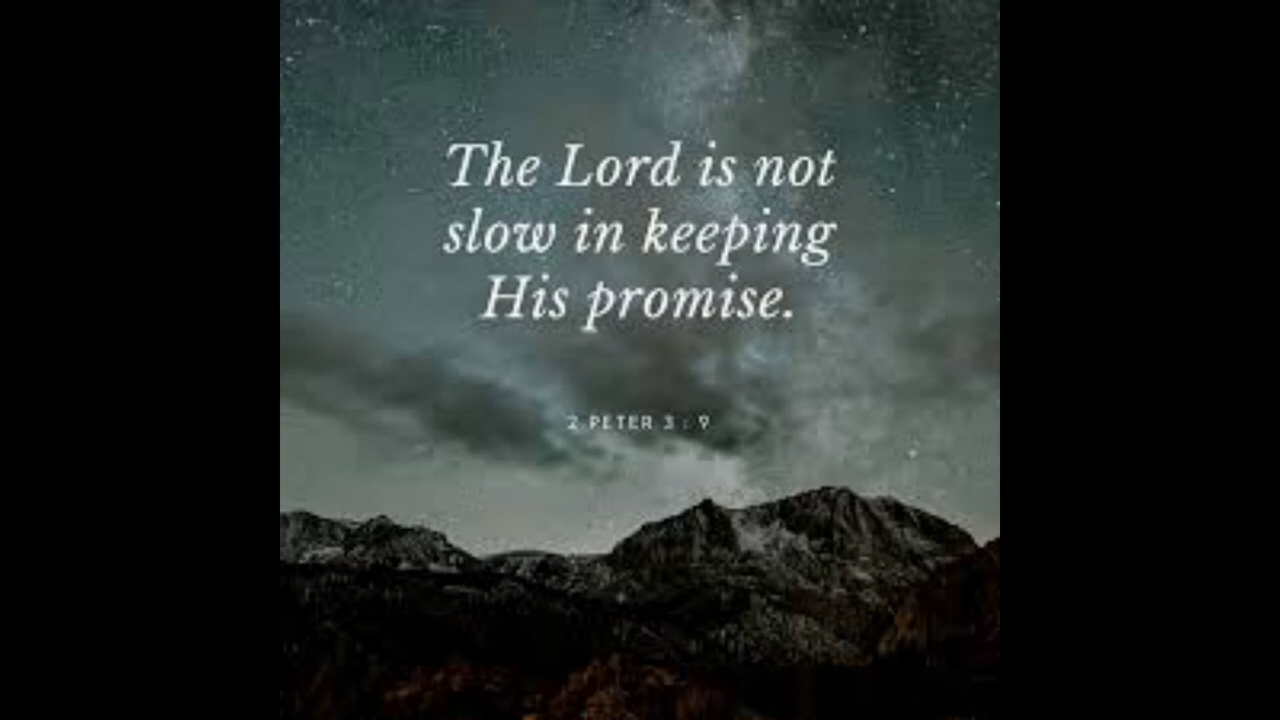 The Lord is not
slow in keeping
His promise.
2 PETER 3 : 9